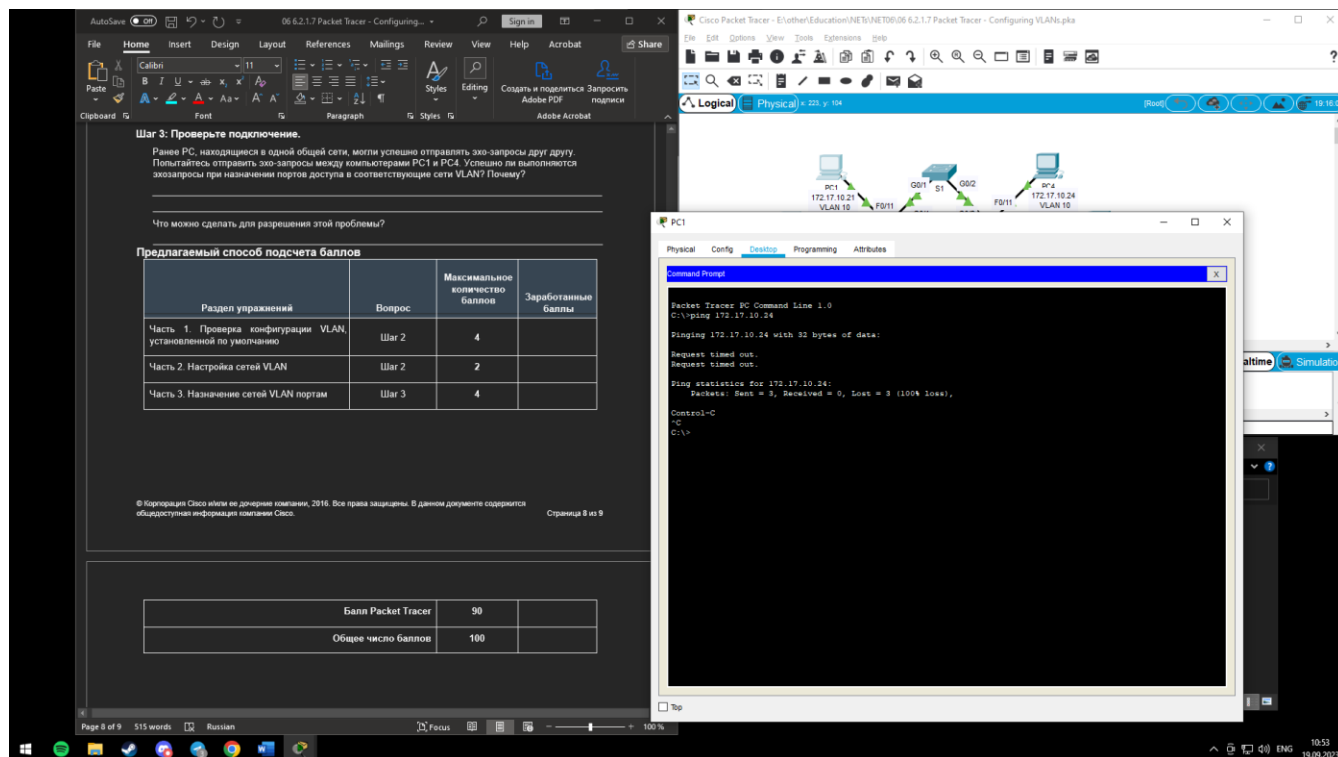 AutoSave Off 06 6.2.1.7 Packet Tracer - Configuring... Sign in
File Home Insert Design Layout References Mailings Review View Help Acrobat Share
Paste
Calibri 11
Styles
Editing
Создать и поделиться Adobe PDF
Запросить подписи
Clipboard Font Paragraph Styles Adobe Acrobat
Шаг 3: Проверьте подключение.
Ранее PC, находящиеся в одной общей сети, могли успешно отправлять эхо-запросы друг другу.
Попытайтесь отправить эхо-запросы между компьютерами PC1 и PC4. Успешно ли выполняются
эхозапросы при назначении портов доступа в соответствующие сети VLAN? Почему?
Что можно сделать для разрешения этой проблемы?
Предлагаемый способ подсчета баллов
Раздел упражнений Вопрос Максимальное количество баллов Заработанные баллы
Часть 1. Проверка конфигурации VLAN, установленной по умолчанию Шаг 2 4
Часть 2. Настройка сетей VLAN Шаг 2 2
Часть 3. Назначение сетей VLAN портам Шаг 3 4
© Корпорация Cisco и/или ее дочерние компании, 2016. Все права защищены. В данном документе содержится
общедоступная информация компании Cisco. Страница 8 из 9
Балл Packet Tracer 90
Общее число баллов 100
Page 8 of 9 515 words Russian Focus 100 %
Cisco Packet Tracer - E:\other\Education\NETs\NET06\06 6.2.1.7 Packet Tracer - Configuring VLANs.pka
File Edit Options View Tools Extensions Help
Logical Physical x: 223, y: 104 [Root]
PC1
172.17.10.21
VLAN 10
F0/11
G0/1
S1
G0/2
F0/11
PC4
172.17.10.24
VLAN 10
PC1
Physical Config Desktop Programming Attributes
Command Prompt X
Packet Tracer PC Command Line 1.0
C:\>ping 172.17.10.24
Pinging 172.17.10.24 with 32 bytes of data:
Request timed out.
Request timed out.
Ping statistics for 172.17.10.24:
Packets: Sent = 3, Received = 0, Lost = 3 (100% loss),
Control-C
^C
C:\>
Top
altime Simulatio
ENG
10:53